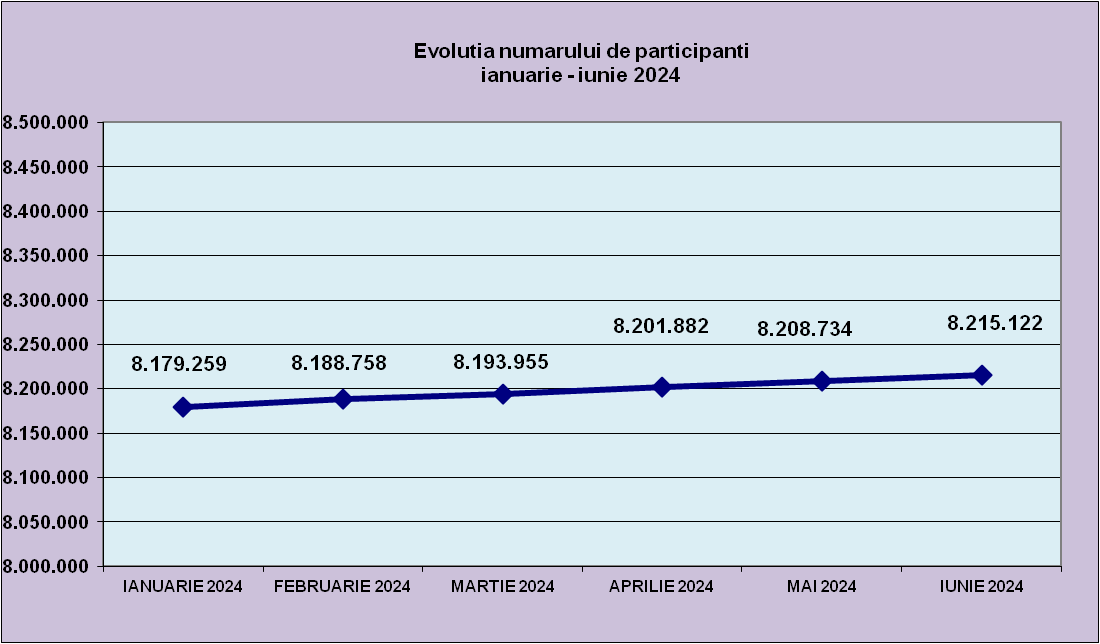 Evolutia numarului de participanti
ianuarie - iunie 2024
8.500.000
8.450.000
8.400.000
8.350.000
8.300.000
8.250.000
8.200.000
8.150.000
8.100.000
8.050.000
8.000.000
8.179.259
8.188.758
8.193.955
8.201.882
8.208.734
8.215.122
IANUARIE 2024
FEBRUARIE 2024
MARTIE 2024
APRILIE 2024
MAI 2024
IUNIE 2024